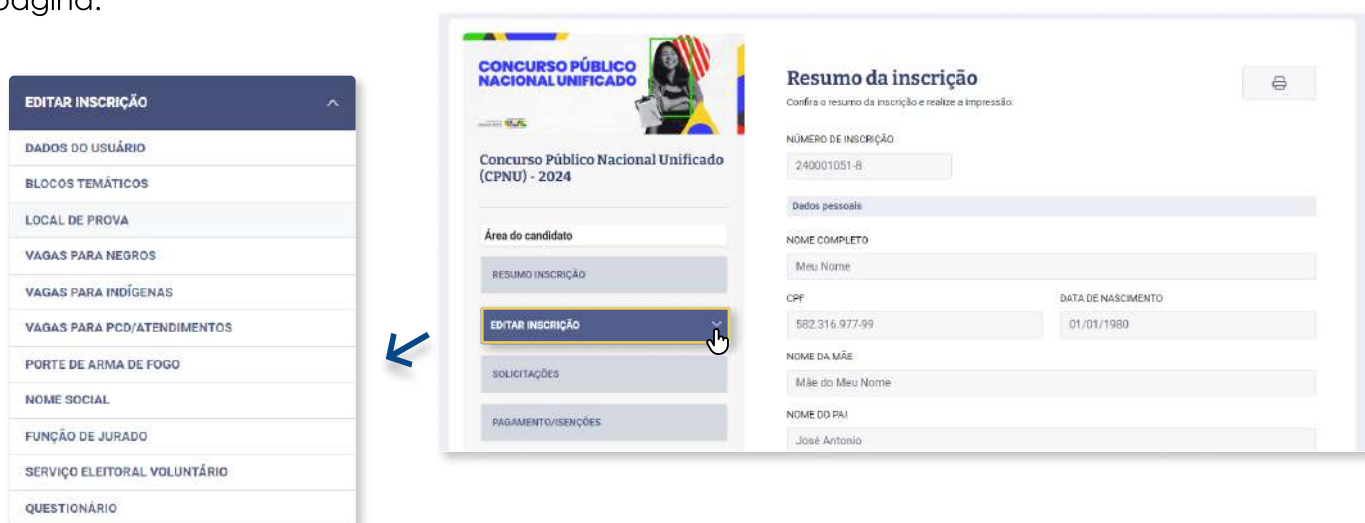 página.
EDITAR INSCRIÇÃO
DADOS DO USUÁRIO
BLOCOS TEMÁTICOS
LOCAL DE PROVA
VAGAS PARA NEGROS
VAGAS PARA INDÍGENAS
VAGAS PARA PCD/ATENDIMENTOS
PORTE DE ARMA DE FOGO
NOME SOCIAL
FUNÇÃO DE JURADO
SERVIÇO ELEITORAL VOLUNTÁRIO
QUESTIONÁRIO
CONCURSO PÚBLICO
NACIONAL UNIFICADO
Concurso Público Nacional Unificado
(CPNU) - 2024
Área do candidato
RESUMO INSCRIÇÃO
EDITAR INSCRIÇÃO
SOLICITAÇÕES
PAGAMENTO/ISENÇÕES
Resumo da inscrição
Confira o resumo da inscrição e realize a impressão:
NÚMERO DE INSCRIÇÃO
240001051-8
Dados pessoais
NOME COMPLETO
Meu Nome
CPF
DATA DE NASCIMENTO
582.316.977-99
01/01/1980
NOME DA MÃE
Mãe do Meu Nome
NOME DO PAI
José Antonio